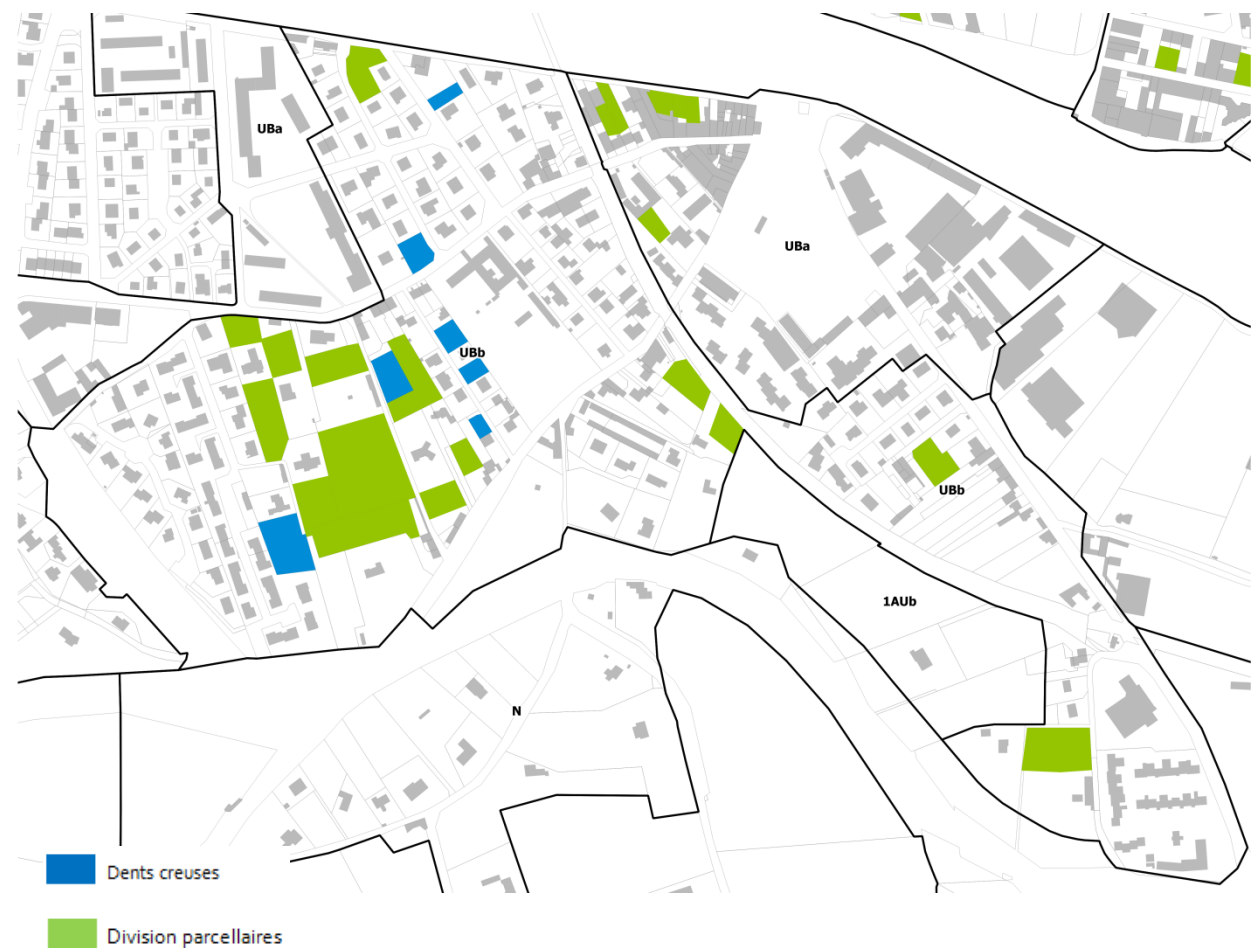 UBa
UBa
UBb
UBb
1AUb
N
Dents creuses
Division parcellaires